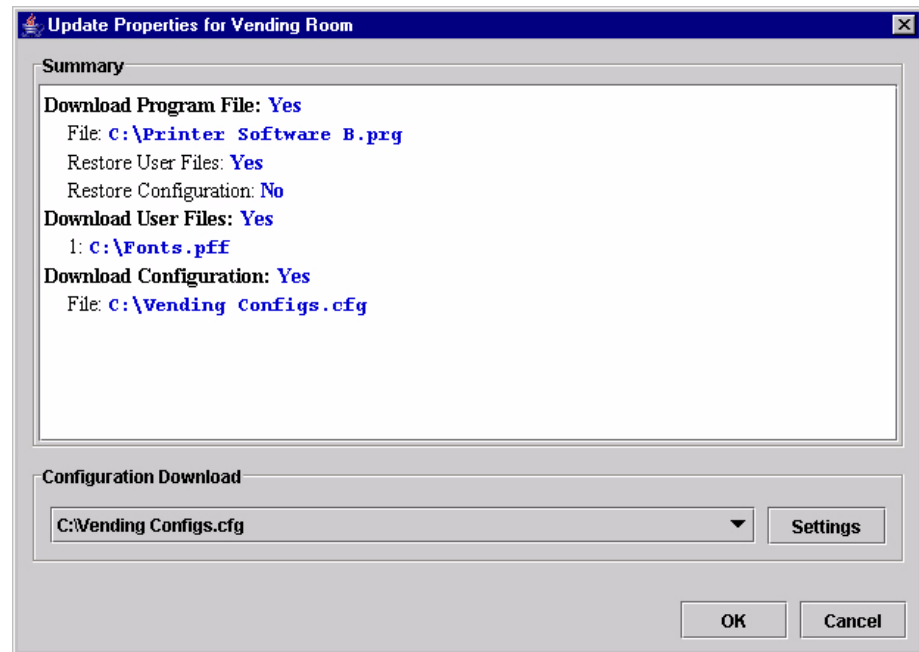 Update Properties for Vending Room
Summary
Download Program File: Yes
File: C:\Printer Software B.prg
Restore User Files: Yes
Restore Configuration: No
Download User Files: Yes
1: C:\Fonts.pff
Download Configuration: Yes
File: C:\Vending Configs.cfg
Configuration Download
C:\Vending Configs.cfg
Settings
OK Cancel